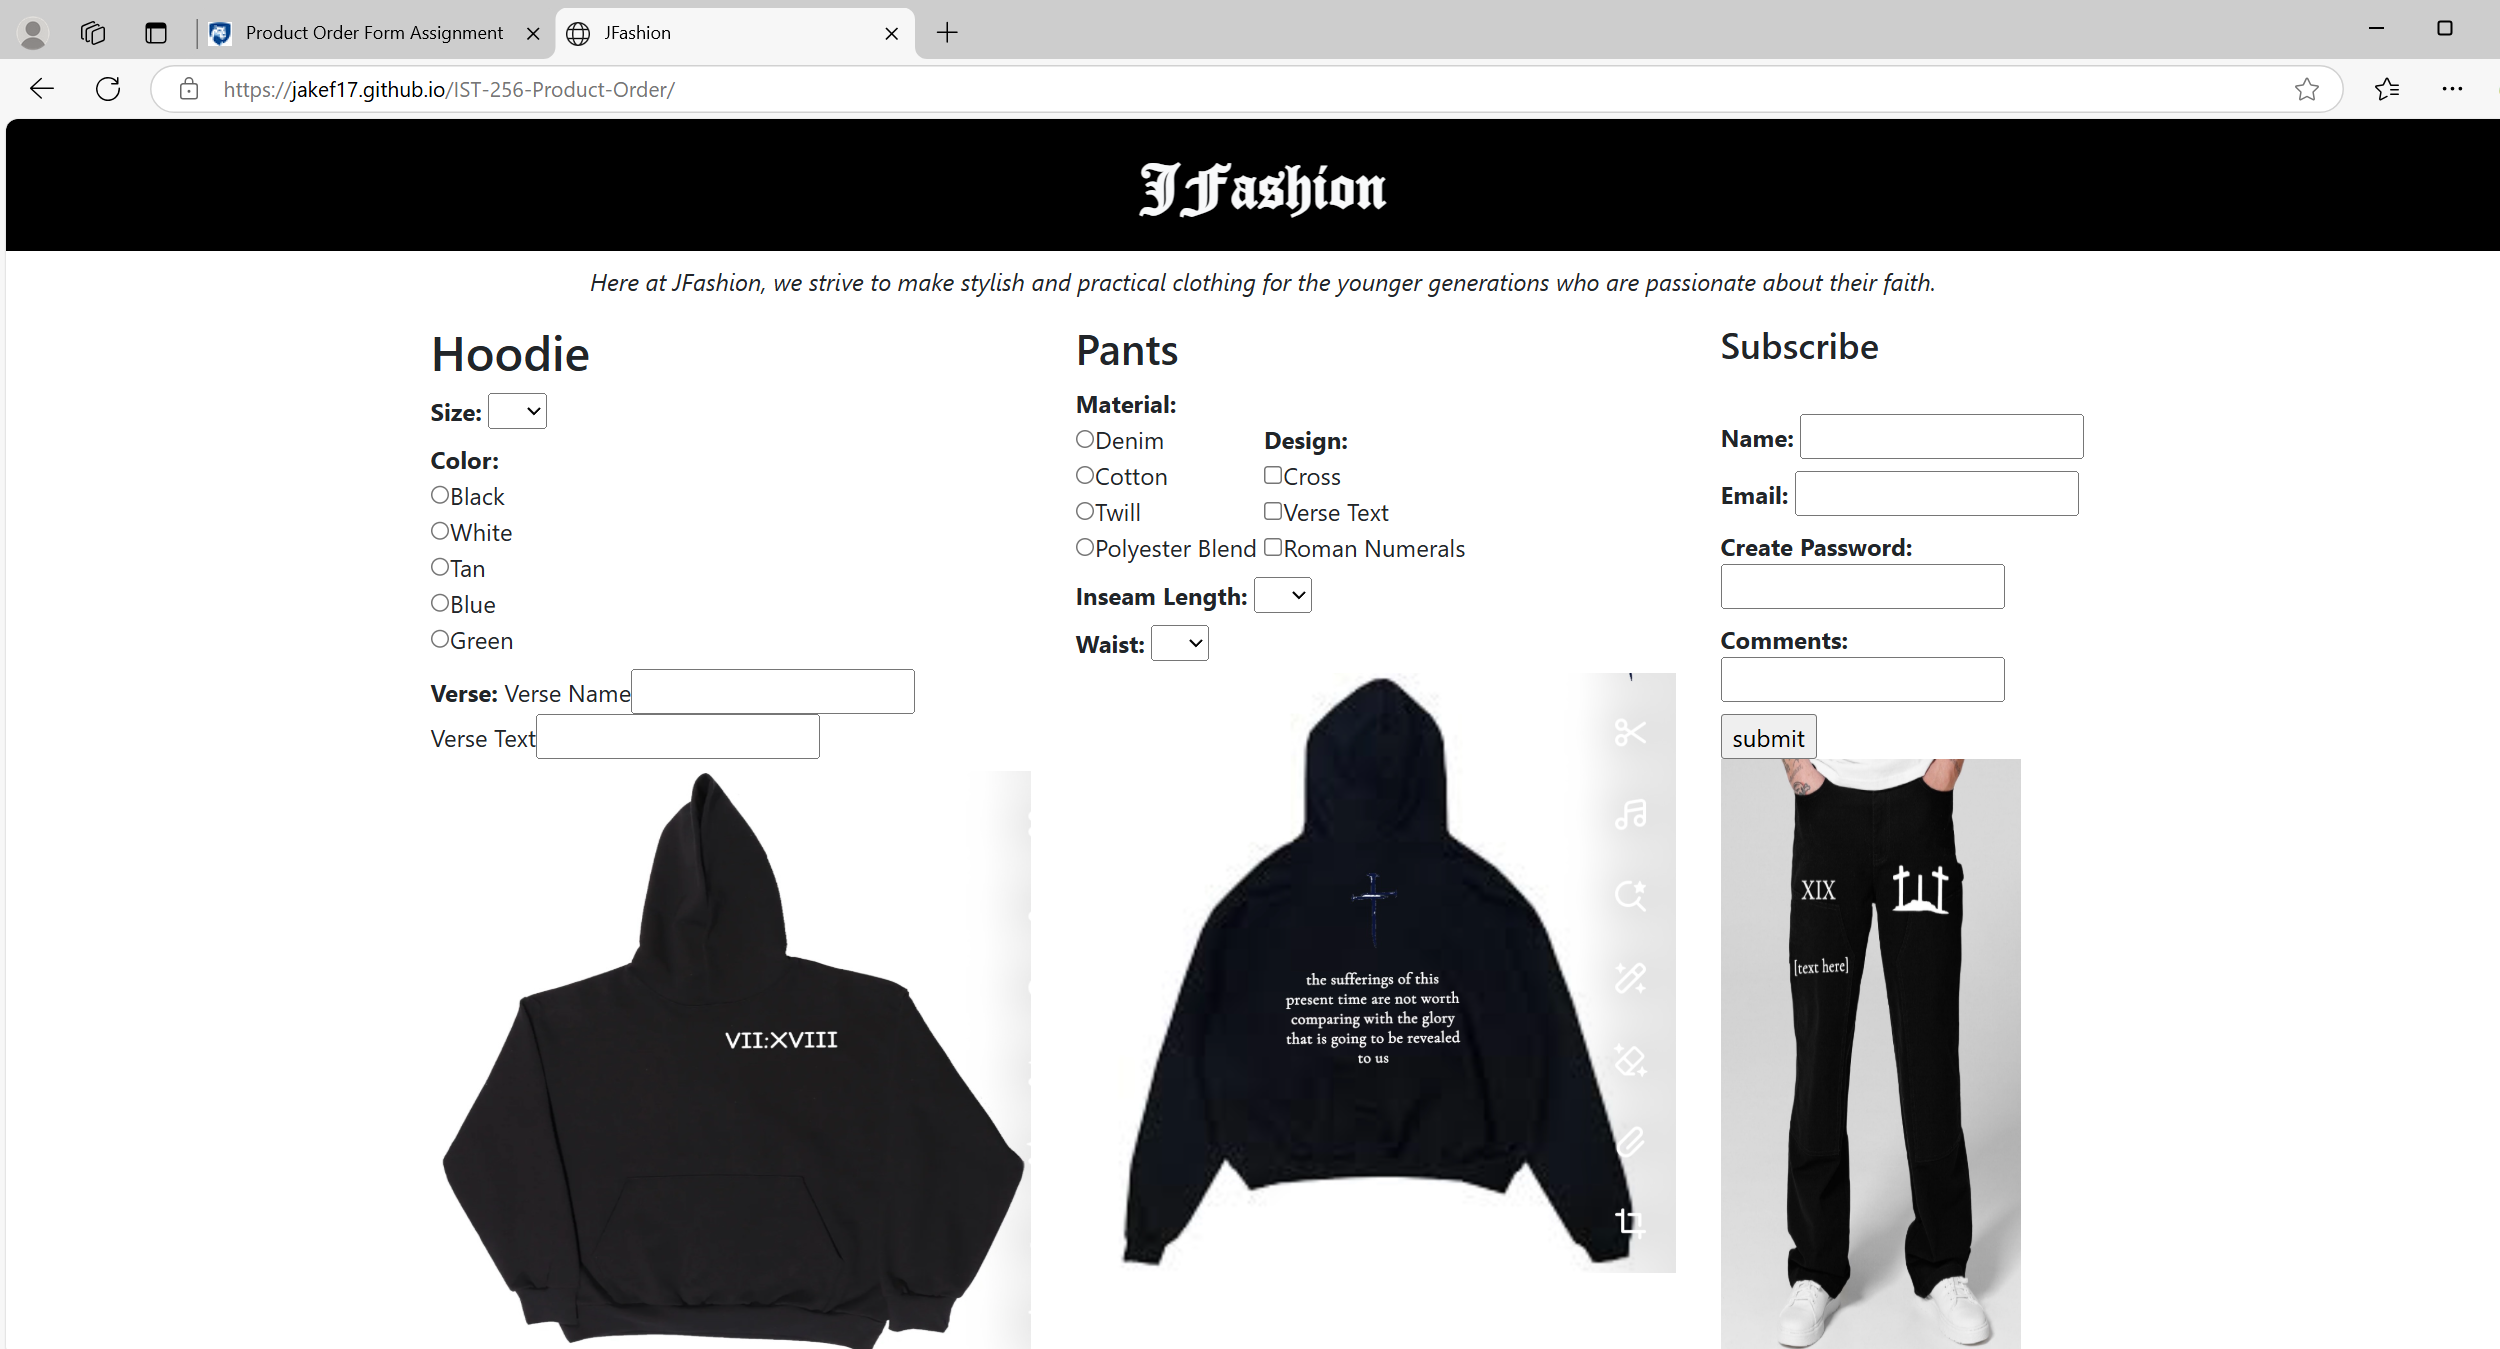 Product Order Form Assignment
JFashion
https://jakef17.github.io/IST-256-Product-Order/
JFashion
Here at JFashion, we strive to make stylish and practical clothing for the younger generations who are passionate about their faith.
Hoodie
Size:
Color:
Black
White
Tan
Blue
Green
Verse: Verse Name
Verse Text
VII:XVIII
Pants
Material:
Denim
Cotton
Twill
Polyester Blend
Design:
Cross
Verse Text
Roman Numerals
Inseam Length:
Waist:
the sufferings of this
present time are not worth
comparing with the glory
that is going to be revealed
to us
Subscribe
Name:
Email:
Create Password:
Comments:
submit
XIX
[text here]